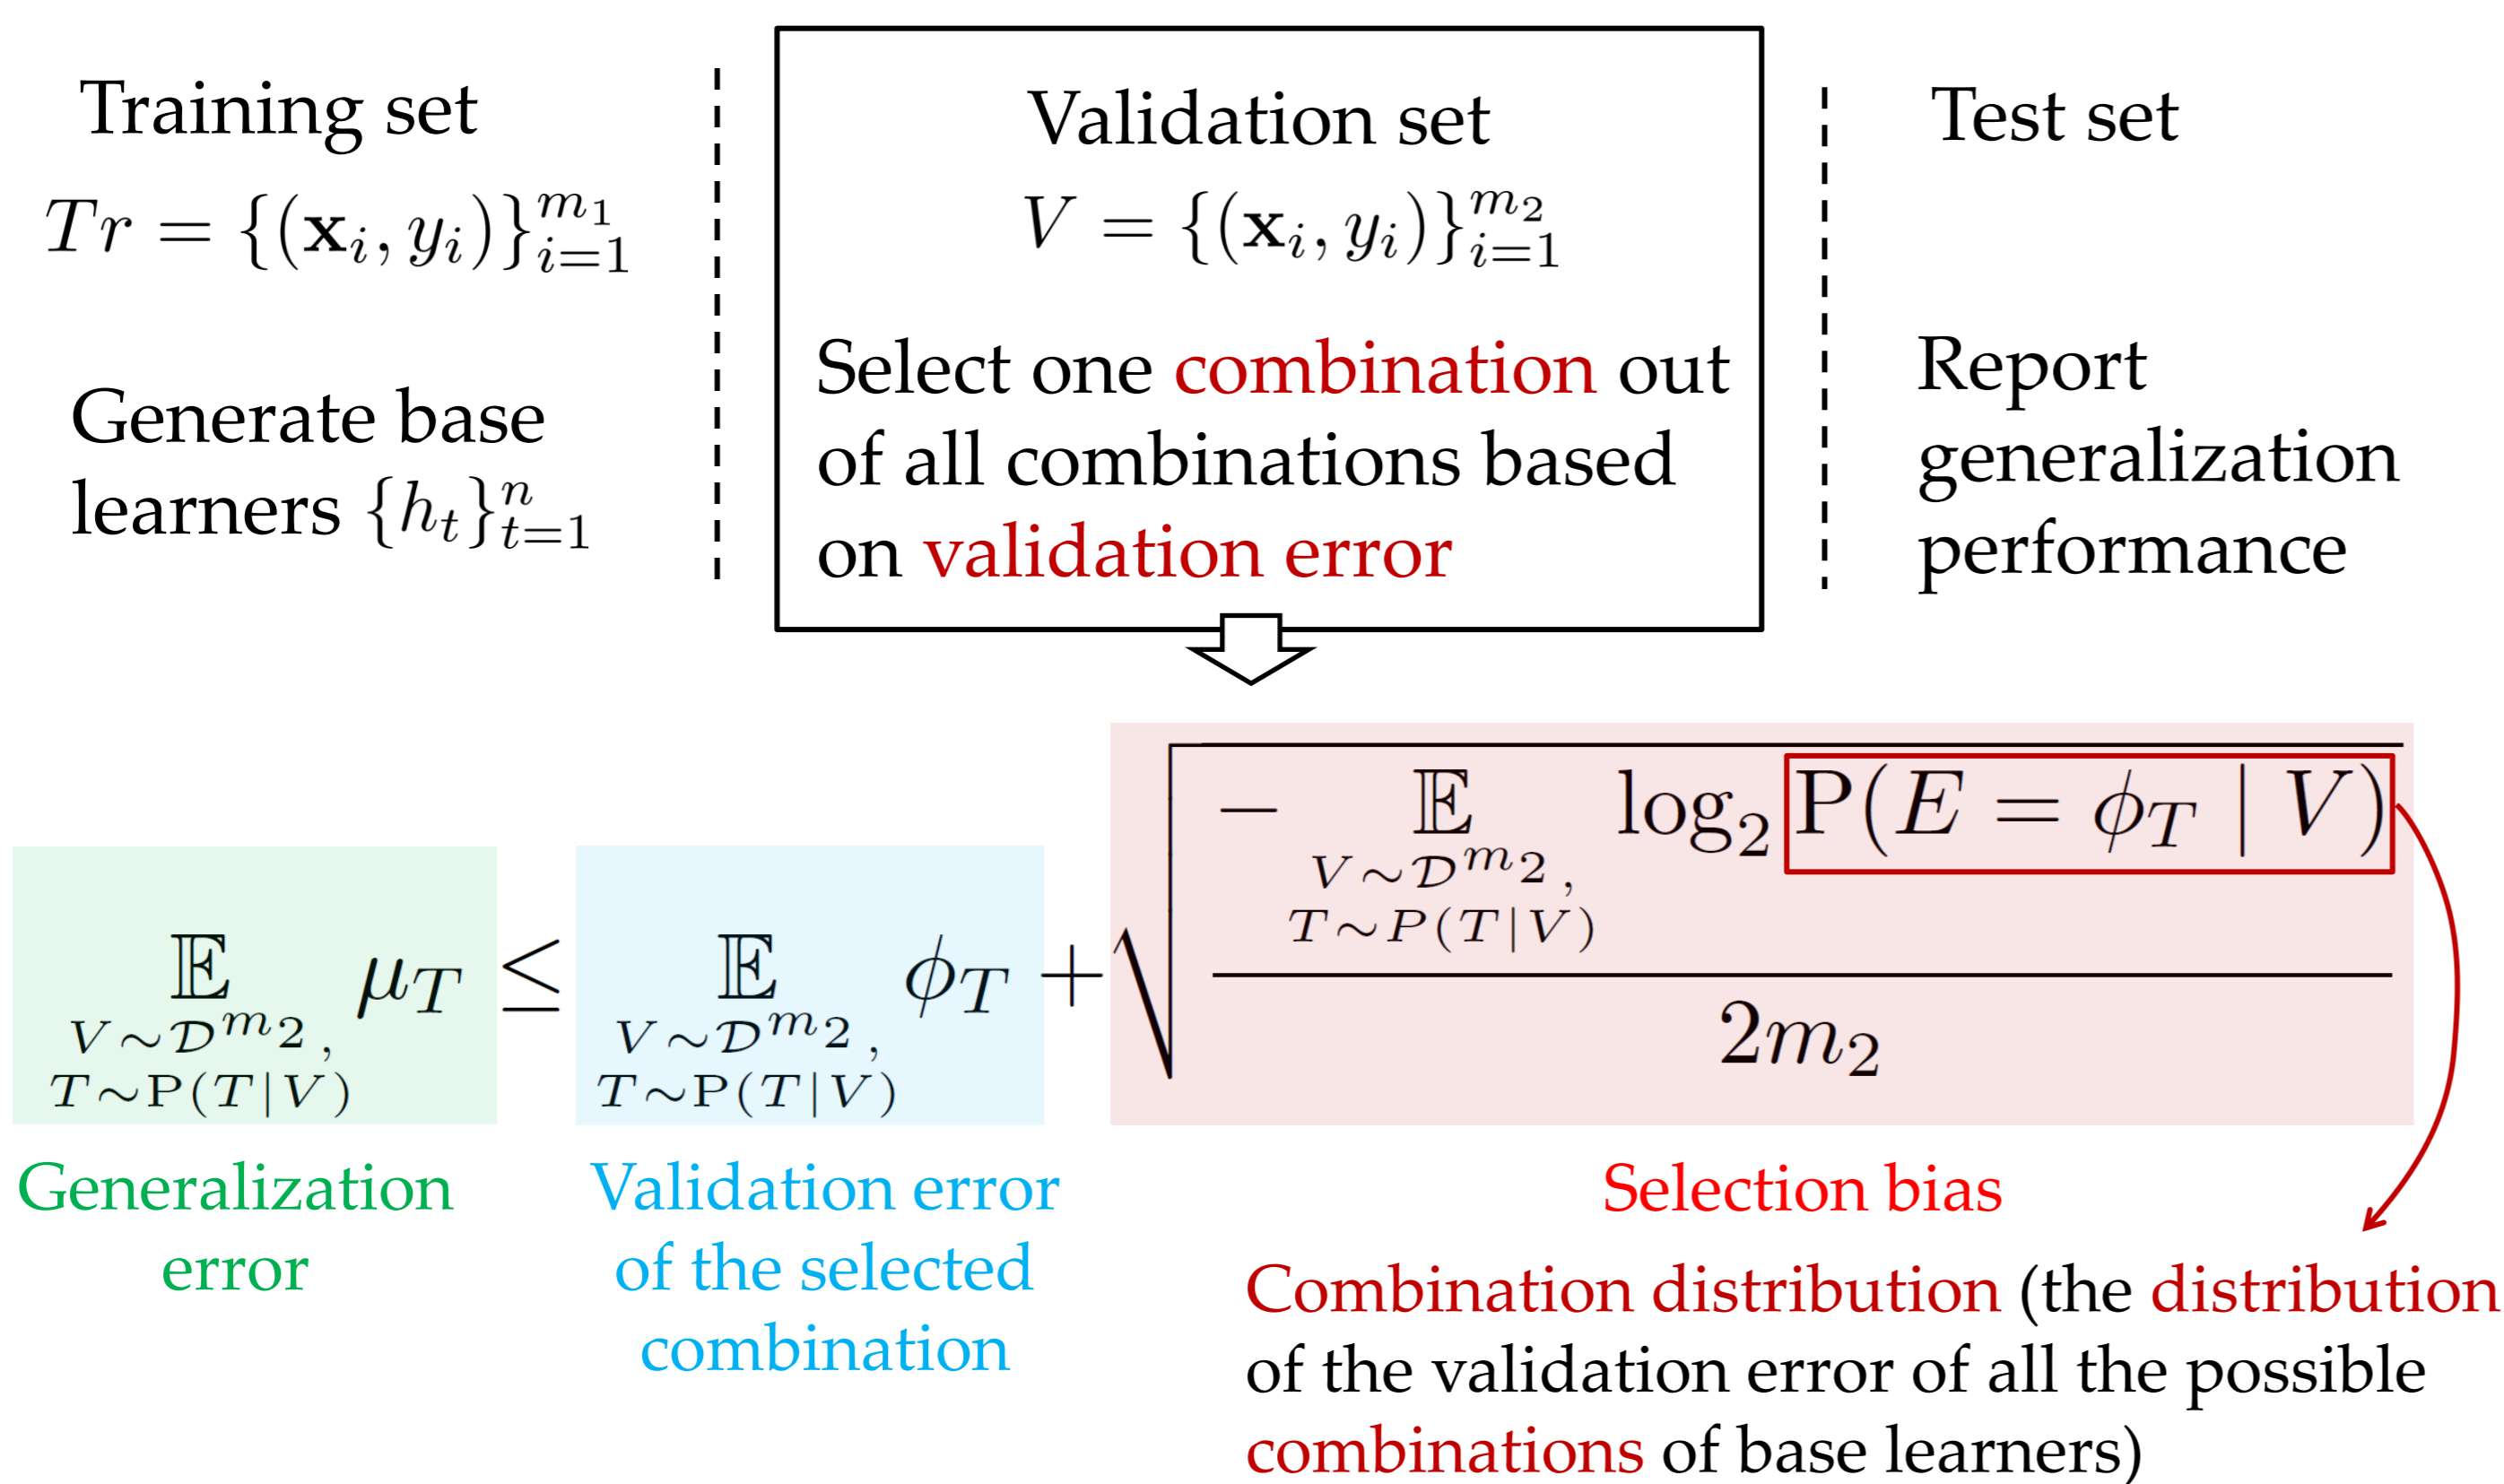 Training set
Tr = {(x_i, y_i)}_{i=1}^{m_1}
Generate base
learners {h_t}_{t=1}^{n}
Validation set
V = {(x_i, y_i)}_{i=1}^{m_2}
Select one combination out
of all combinations based
on validation error
Test set
Report
generalization
performance
𝔼_{V∼𝒟^{m_2}, T∼P(T|V)} μ_T ≤ 𝔼_{V∼𝒟^{m_2}, T∼P(T|V)} ϕ_T + √((−𝔼_{V∼𝒟^{m_2}, T∼P(T|V)} log_2 P(E = ϕ_T | V)) / (2m_2))
Generalization
error
Validation error
of the selected
combination
Selection bias
Combination distribution (the distribution
of the validation error of all the possible
combinations of base learners)